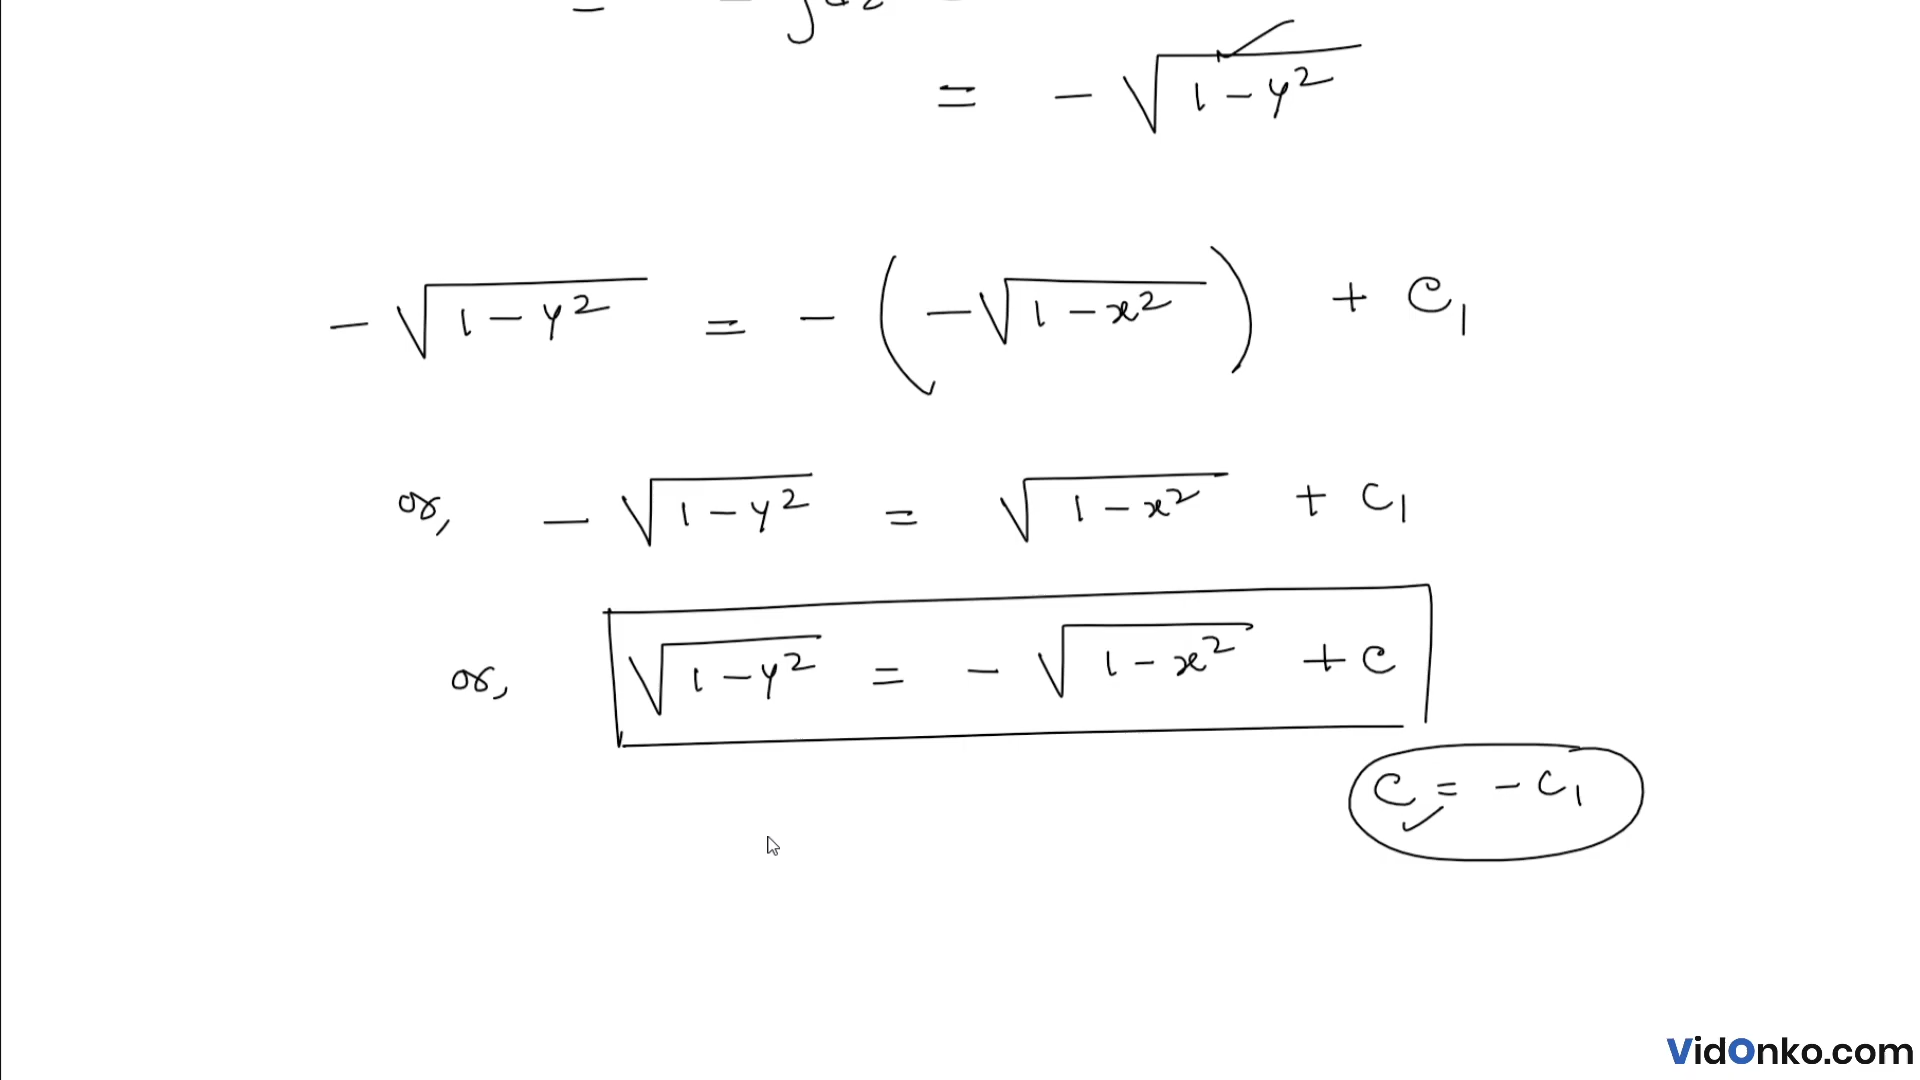 = - √(1 - y²)
- √(1 - y²) = - (-√(1 - x²)) + C₁
or, - √(1 - y²) = √(1 - x²) + C₁
or, √(1 - y²) = - √(1 - x²) + C
C = - C₁
VidOnko.com